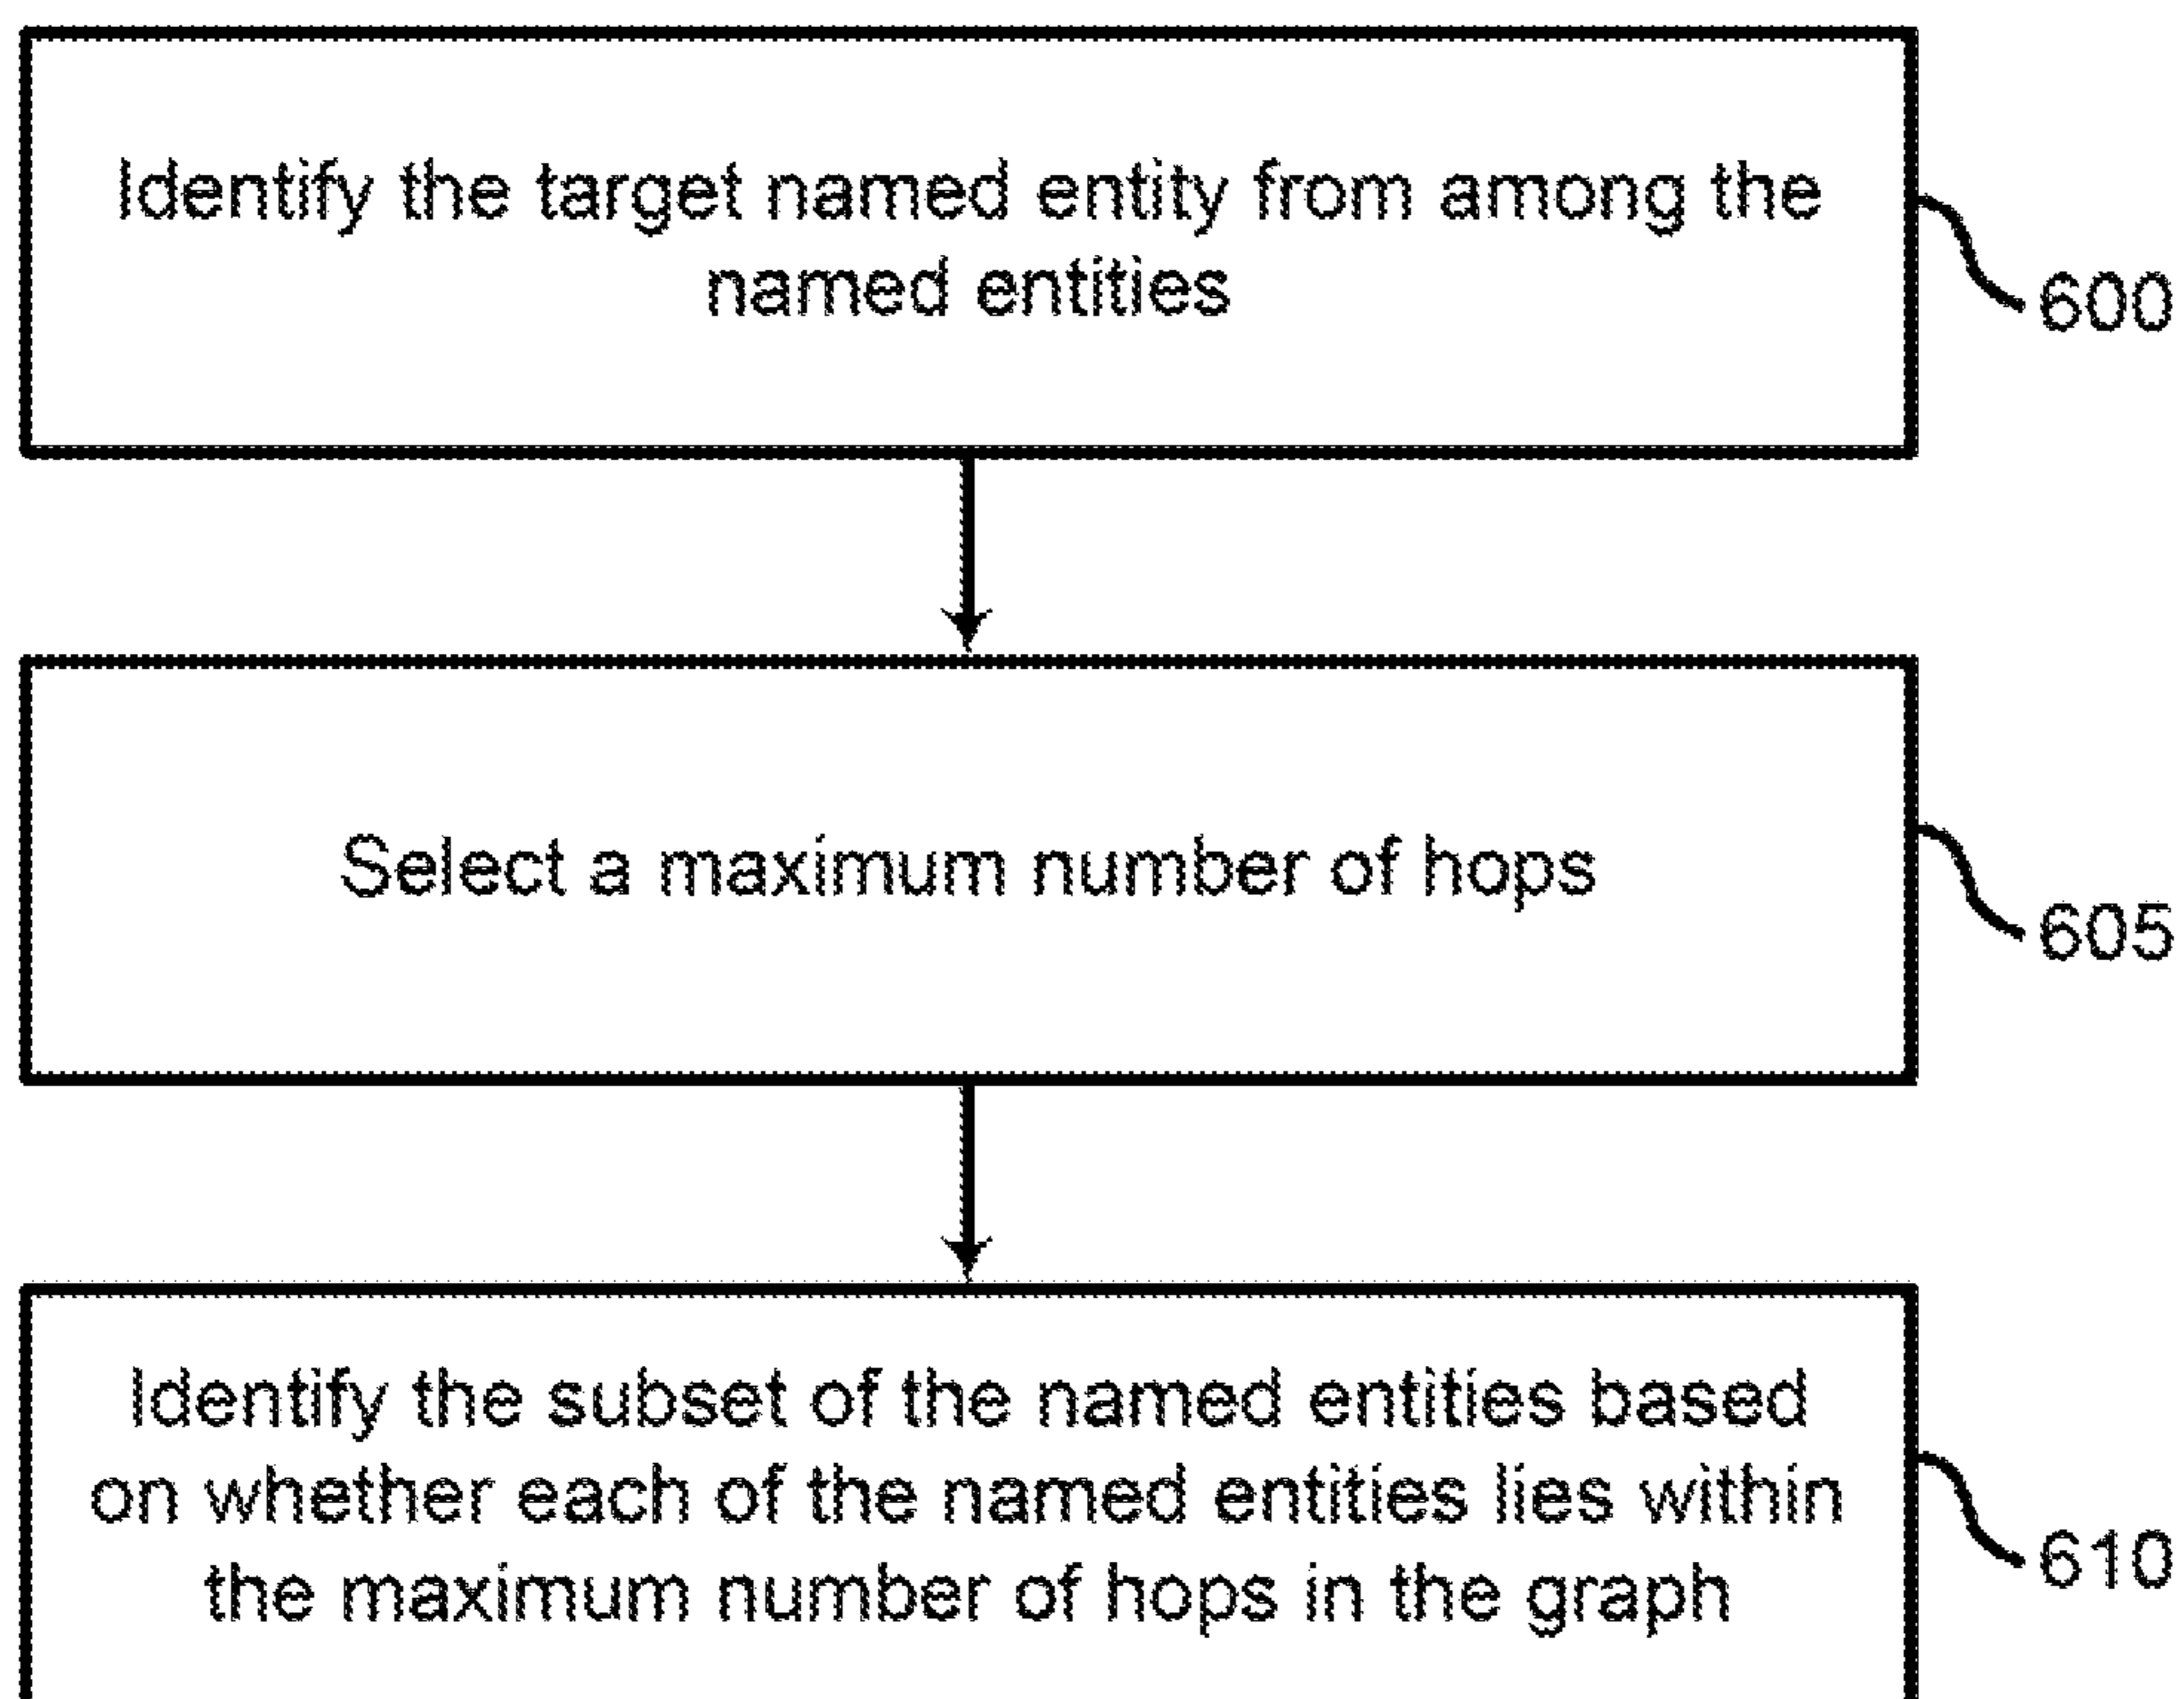 Identify the target named entity from among the
named entities
600
Select a maximum number of hops
605
Identify the subset of the named entities based
on whether each of the named entities lies within
the maximum number of hops in the graph
610